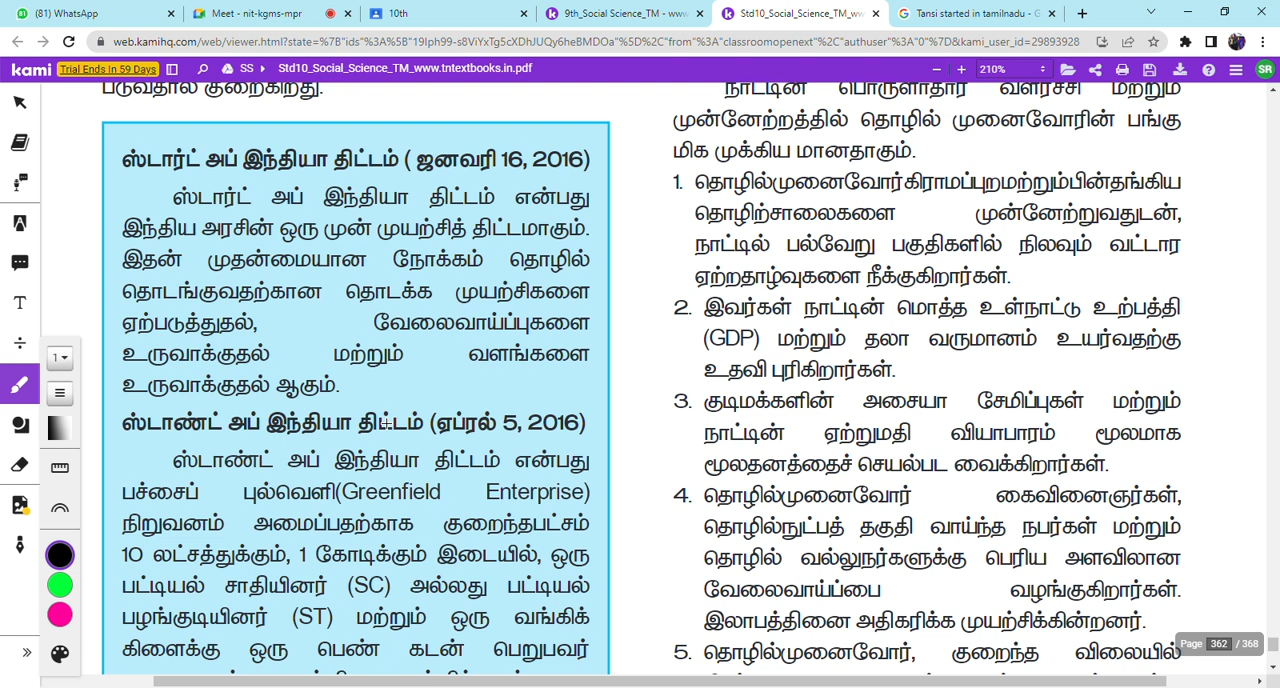 (81) WhatsApp
Meet - nit-kgms-mpr
10th
9th_Social Science_TM - www.
Std10_Social_Science_TM_www.
Tansi started in tamilnadu - G
web.kamihq.com/web/viewer.html?state=%7B"ids"%3A%5B"19Iph99-s8ViYxTg5cXDhJUQy6heBMDOa"%5D%2C"from"%3A"classroomopenext"%2C"authuser"%3A"0"%7D&kami_user_id=29893928
kami Trial Ends In 59 Days SS Std10_Social_Science_TM_www.tntextbooks.in.pdf 210% SR
படுவதால் குறைகிறது.
ஸ்டார்ட் அப் இந்தியா திட்டம் ( ஜனவரி 16, 2016)
ஸ்டார்ட் அப் இந்தியா திட்டம் என்பது
இந்திய அரசின் ஒரு முன் முயற்சித் திட்டமாகும்.
இதன் முதன்மையான நோக்கம் தொழில்
தொடங்குவதற்கான தொடக்க முயற்சிகளை
ஏற்படுத்துதல், வேலைவாய்ப்புகளை
உருவாக்குதல் மற்றும் வளங்களை
உருவாக்குதல் ஆகும்.
ஸ்டாண்ட் அப் இந்தியா திட்டம் (ஏப்ரல் 5, 2016)
ஸ்டாண்ட் அப் இந்தியா திட்டம் என்பது
பச்சைப் புல்வெளி(Greenfield Enterprise)
நிறுவனம் அமைப்பதற்காக குறைந்தபட்சம்
10 லட்சத்துக்கும், 1 கோடிக்கும் இடையில், ஒரு
பட்டியல் சாதியினர் (SC) அல்லது பட்டியல்
பழங்குடியினர் (ST) மற்றும் ஒரு வங்கிக்
கிளைக்கு ஒரு பெண் கடன் பெறுபவர்
நாட்டின் பொருளாதார வளர்ச்சி மற்றும்
முன்னேற்றத்தில் தொழில் முனைவோரின் பங்கு
மிக முக்கிய மானதாகும்.
1. தொழில்முனைவோர்கிராமப்புறமற்றும்பின்தங்கிய
தொழிற்சாலைகளை முன்னேற்றுவதுடன்,
நாட்டில் பல்வேறு பகுதிகளில் நிலவும் வட்டார
ஏற்றதாழ்வுகளை நீக்குகிறார்கள்.
2. இவர்கள் நாட்டின் மொத்த உள்நாட்டு உற்பத்தி
(GDP) மற்றும் தலா வருமானம் உயர்வதற்கு
உதவி புரிகிறார்கள்.
3. குடிமக்களின் அசையா சேமிப்புகள் மற்றும்
நாட்டின் ஏற்றுமதி வியாபாரம் மூலமாக
மூலதனத்தைச் செயல்பட வைக்கிறார்கள்.
4. தொழில்முனைவோர் கைவினைஞர்கள்,
தொழில்நுட்பத் தகுதி வாய்ந்த நபர்கள் மற்றும்
தொழில் வல்லுநர்களுக்கு பெரிய அளவிலான
வேலைவாய்ப்பை வழங்குகிறார்கள்.
இலாபத்தினை அதிகரிக்க முயற்சிக்கின்றனர்.
5. தொழில்முனைவோர், குறைந்த விலையில்
Page 362 / 368
1